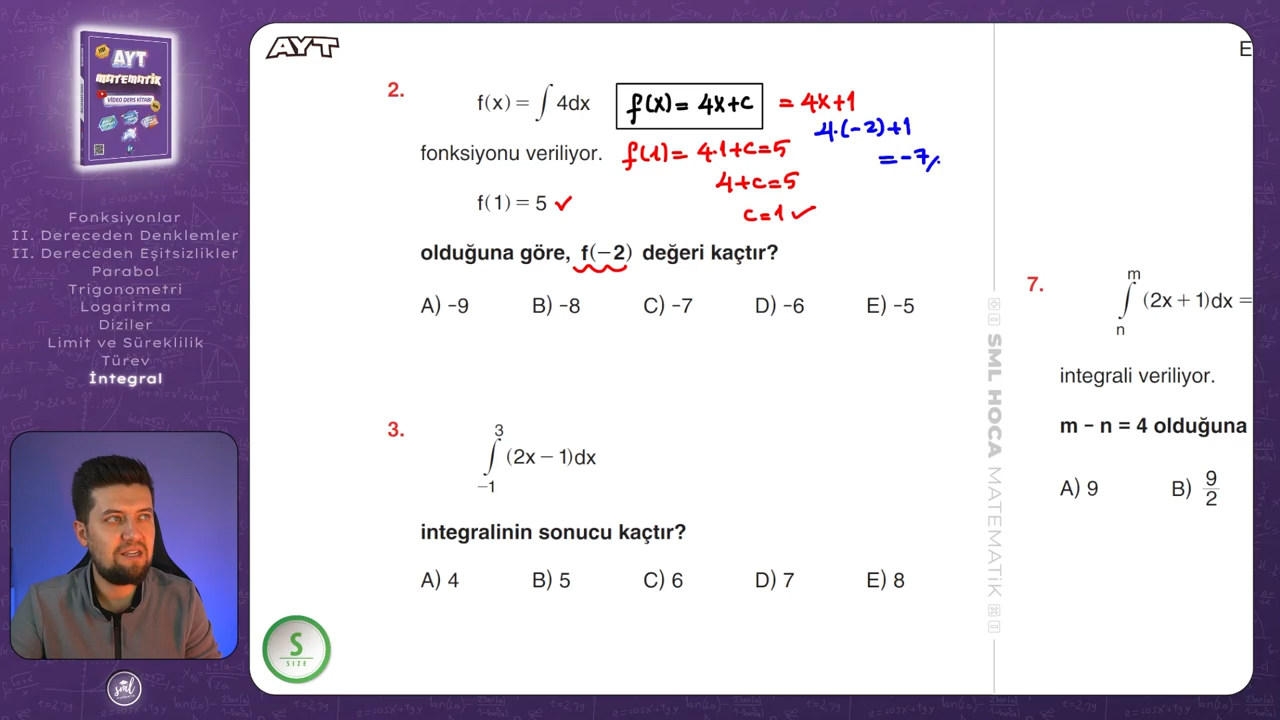 AYT
AYT
MATEMATİK
VİDEO DERS KİTABI
Fonksiyonlar
II. Dereceden Denklemler
II. Dereceden Eşitsizlikler
Parabol
Trigonometri
Logaritma
Diziler
Limit ve Süreklilik
Türev
İntegral
sml
2. f(x) = ∫ 4dx f(x) = 4x+c = 4x+1
4.(-2)+1
= -7
fonksiyonu veriliyor. f(1) = 4.1+c=5
4+c=5
f(1) = 5 ✓ c=1 ✓
olduğuna göre, f(−2) değeri kaçtır?
A) -9 B) -8 C) -7 D) -6 E) -5
3. 3
∫ (2x − 1)dx
−1
integralinin sonucu kaçtır?
A) 4 B) 5 C) 6 D) 7 E) 8
S
SIZE
SML HOCA MATEMATİK
E
7. m
∫ (2x + 1)dx =
n
integrali veriliyor.
m − n = 4 olduğuna
A) 9 B) 9/2